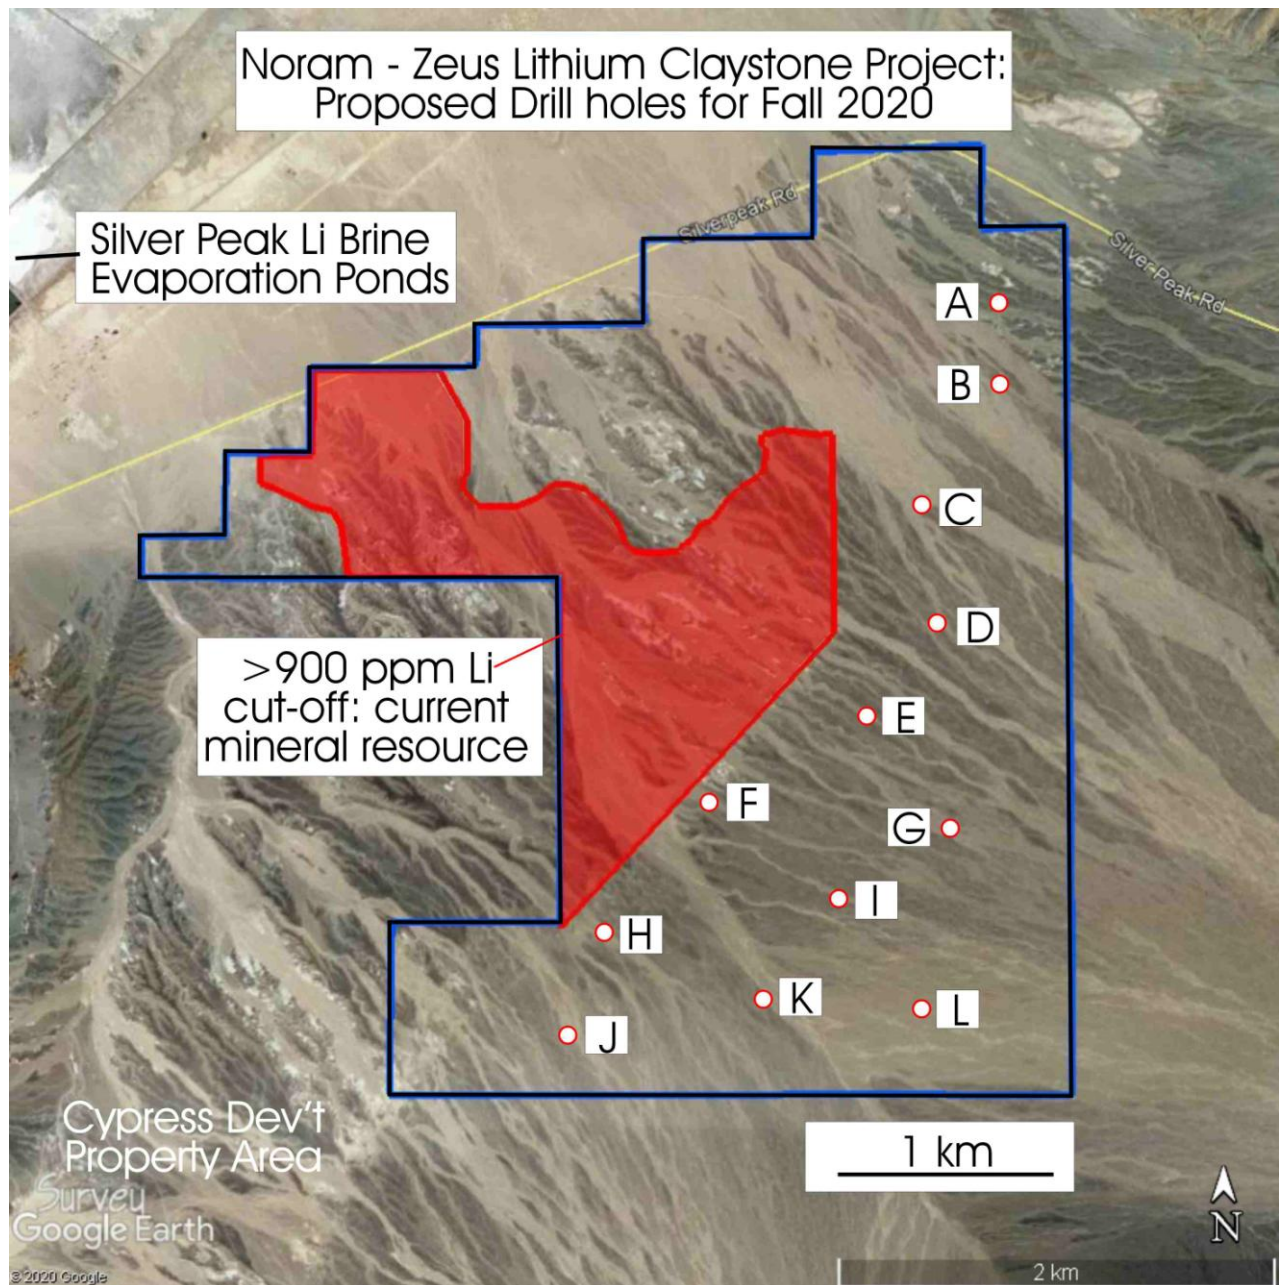 Noram - Zeus Lithium Claystone Project:
Proposed Drill holes for Fall 2020
Silverpeak Rd
Silver Peak Li Brine
Evaporation Ponds
Silver Peak Rd
A
B
C
D
>900 ppm Li
cut-off: current
mineral resource
E
F
G
I
H
K
L
J
Cypress Dev't
Property Area
1 km
Survey
Google Earth
N
©2020 Google
2 km